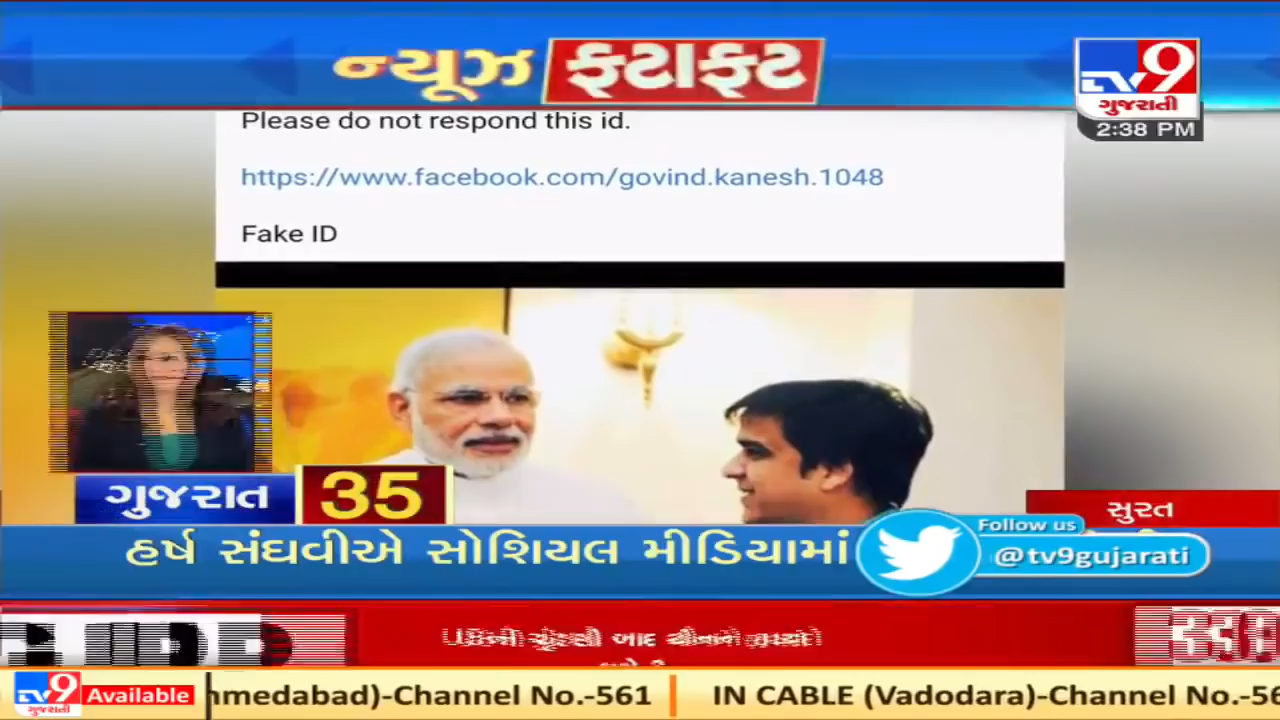 ન્યૂઝ ફટાફટ
TV9
ગુજરાતી
2:38 PM
Please do not respond this id.
https://www.facebook.com/govind.kanesh.1048
Fake ID
ગુજરાત 35
સુરત
હર્ષ સંઘવીએ સોશિયલ મીડિયામાં
Follow us
@tv9gujarati
બાદ
TV9
ગુજરાતી
Available
hmedabad)-Channel No.-561
IN CABLE (Vadodara)-Channel No.-56